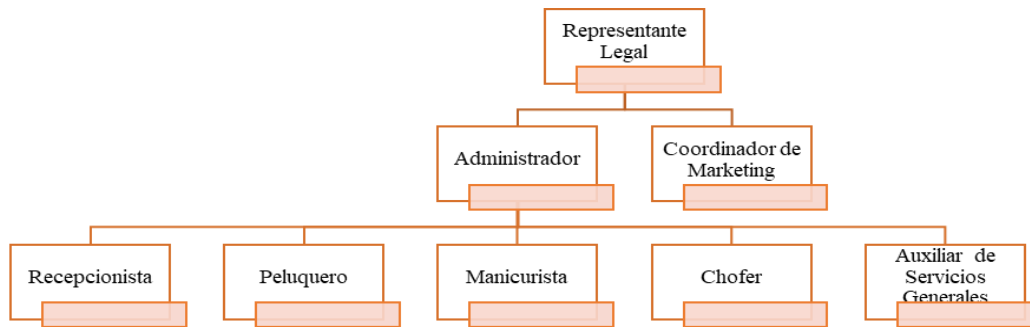 Representante
Legal
Administrador
Coordinador de
Marketing
Recepcionista
Peluquero
Manicurista
Chofer
Auxiliar de
Servicios
Generales